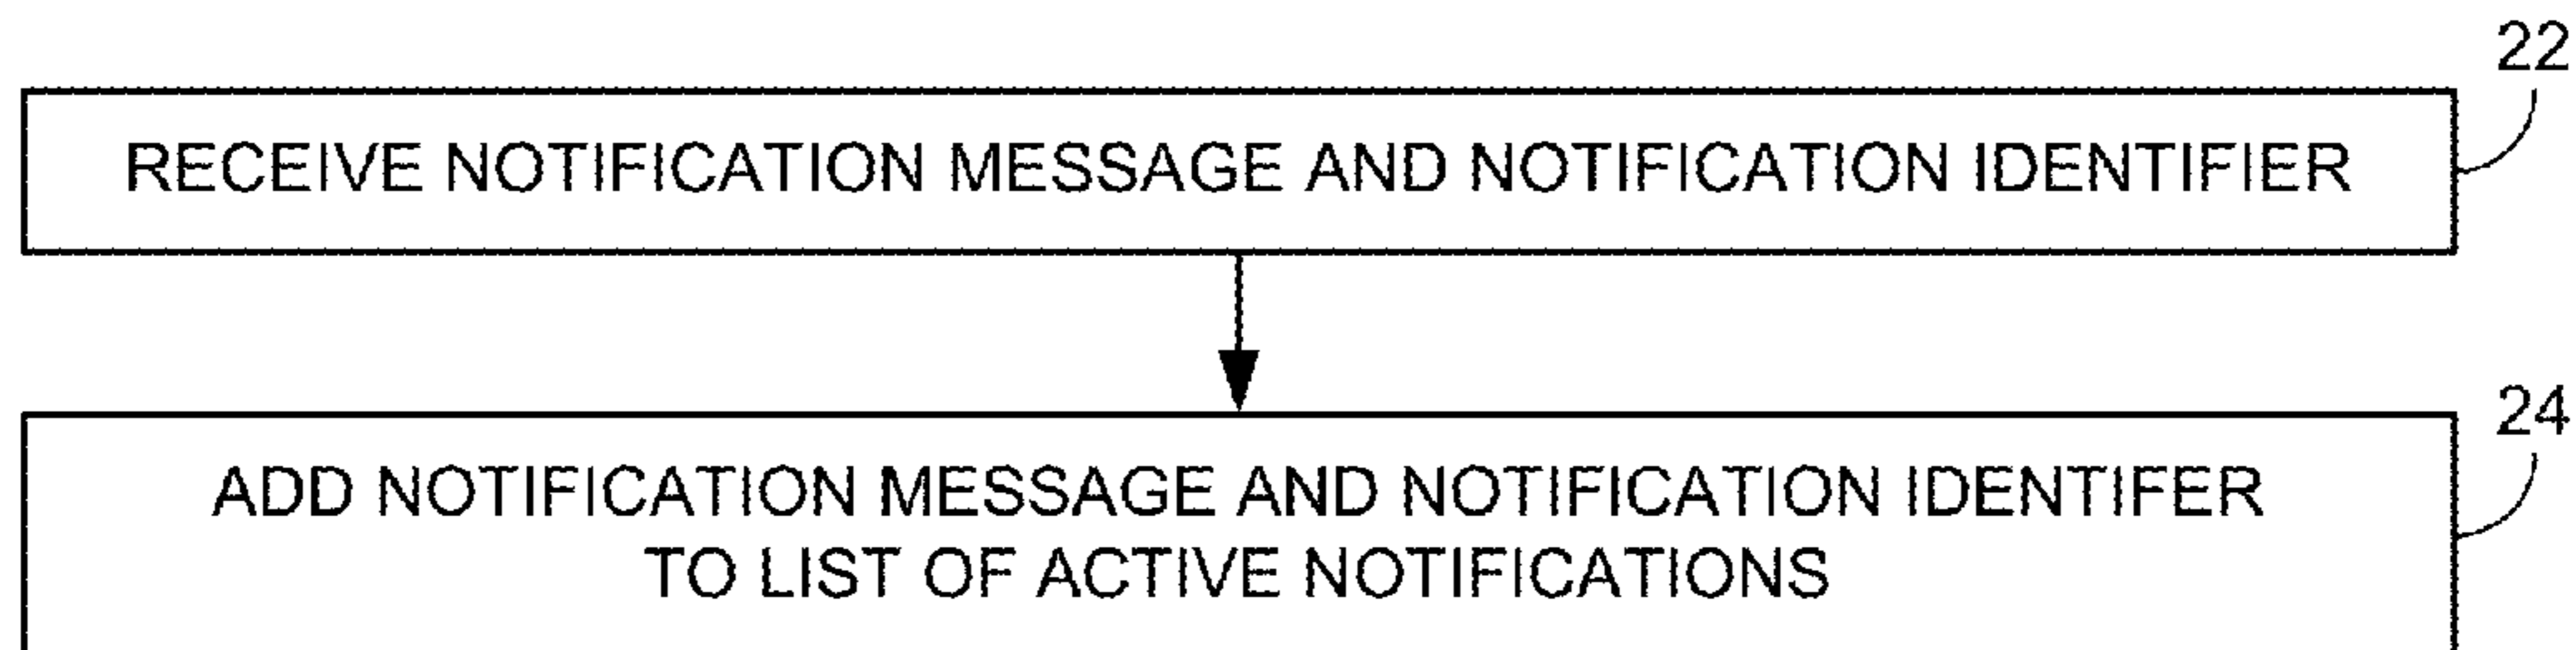 22
RECEIVE NOTIFICATION MESSAGE AND NOTIFICATION IDENTIFIER
24
ADD NOTIFICATION MESSAGE AND NOTIFICATION IDENTIFER
TO LIST OF ACTIVE NOTIFICATIONS